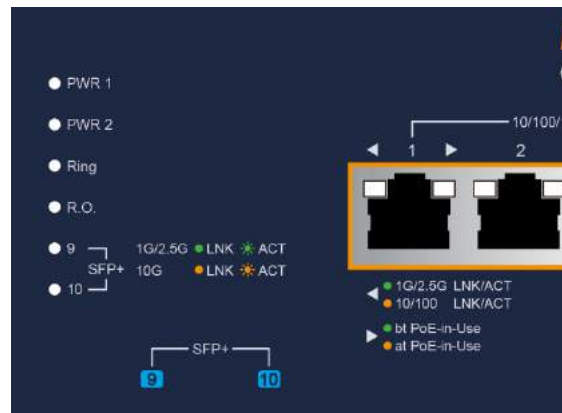 PWR 1
PWR 2
Ring
R.O.
9
SFP+
10
1G/2.5G LNK ACT
10G LNK ACT
SFP+
9 10
10/100/
1 2
1G/2.5G LNK/ACT
10/100 LNK/ACT
bt PoE-in-Use
at PoE-in-Use